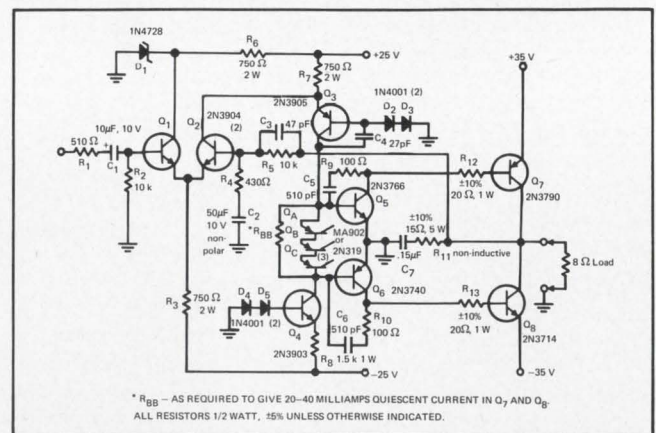 1N4728
D1
R6
750 Ω
2 W
+25 V
750 Ω
2 W
R7
+35 V
Q3
2N3905
1N4001 (2)
D2 D3
Q1
Q2
2N3904
(2)
10μF, 10 V
510 Ω
R1
C1
R2
10 k
C3
47 pF
C4
27pF
R5
10 k
R4
430Ω
R9
100 Ω
C5
510 pF
2N3766
Q5
R12
±10%
20 Ω, 1 W
Q7
2N3790
50μF
10 V
non-
polar
C2
*RBB
QA
QB
QC
MA902
or
2N319
(3)
±10%
15Ω, 5 W
.15μF
C7
R11 non-inductive
8 Ω Load
Q6
2N3740
R3
750 Ω
2 W
D4 D5
1N4001 (2)
Q4
2N3903
C6
510 pF
R10
100 Ω
R8
1.5 k 1 W
R13
±10%
20Ω, 1 W
Q8
2N3714
−25 V
−35 V
* RBB – AS REQUIRED TO GIVE 20–40 MILLIAMPS QUIESCENT CURRENT IN Q7 AND Q8.
ALL RESISTORS 1/2 WATT, ±5% UNLESS OTHERWISE INDICATED.